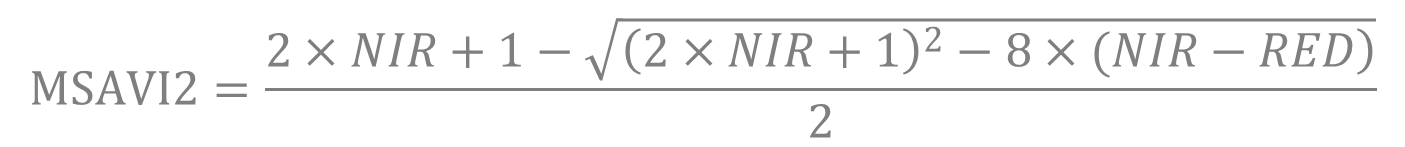 MSAVI2 = (2 × NIR + 1 − √((2 × NIR + 1)² − 8 × (NIR − RED))) / 2